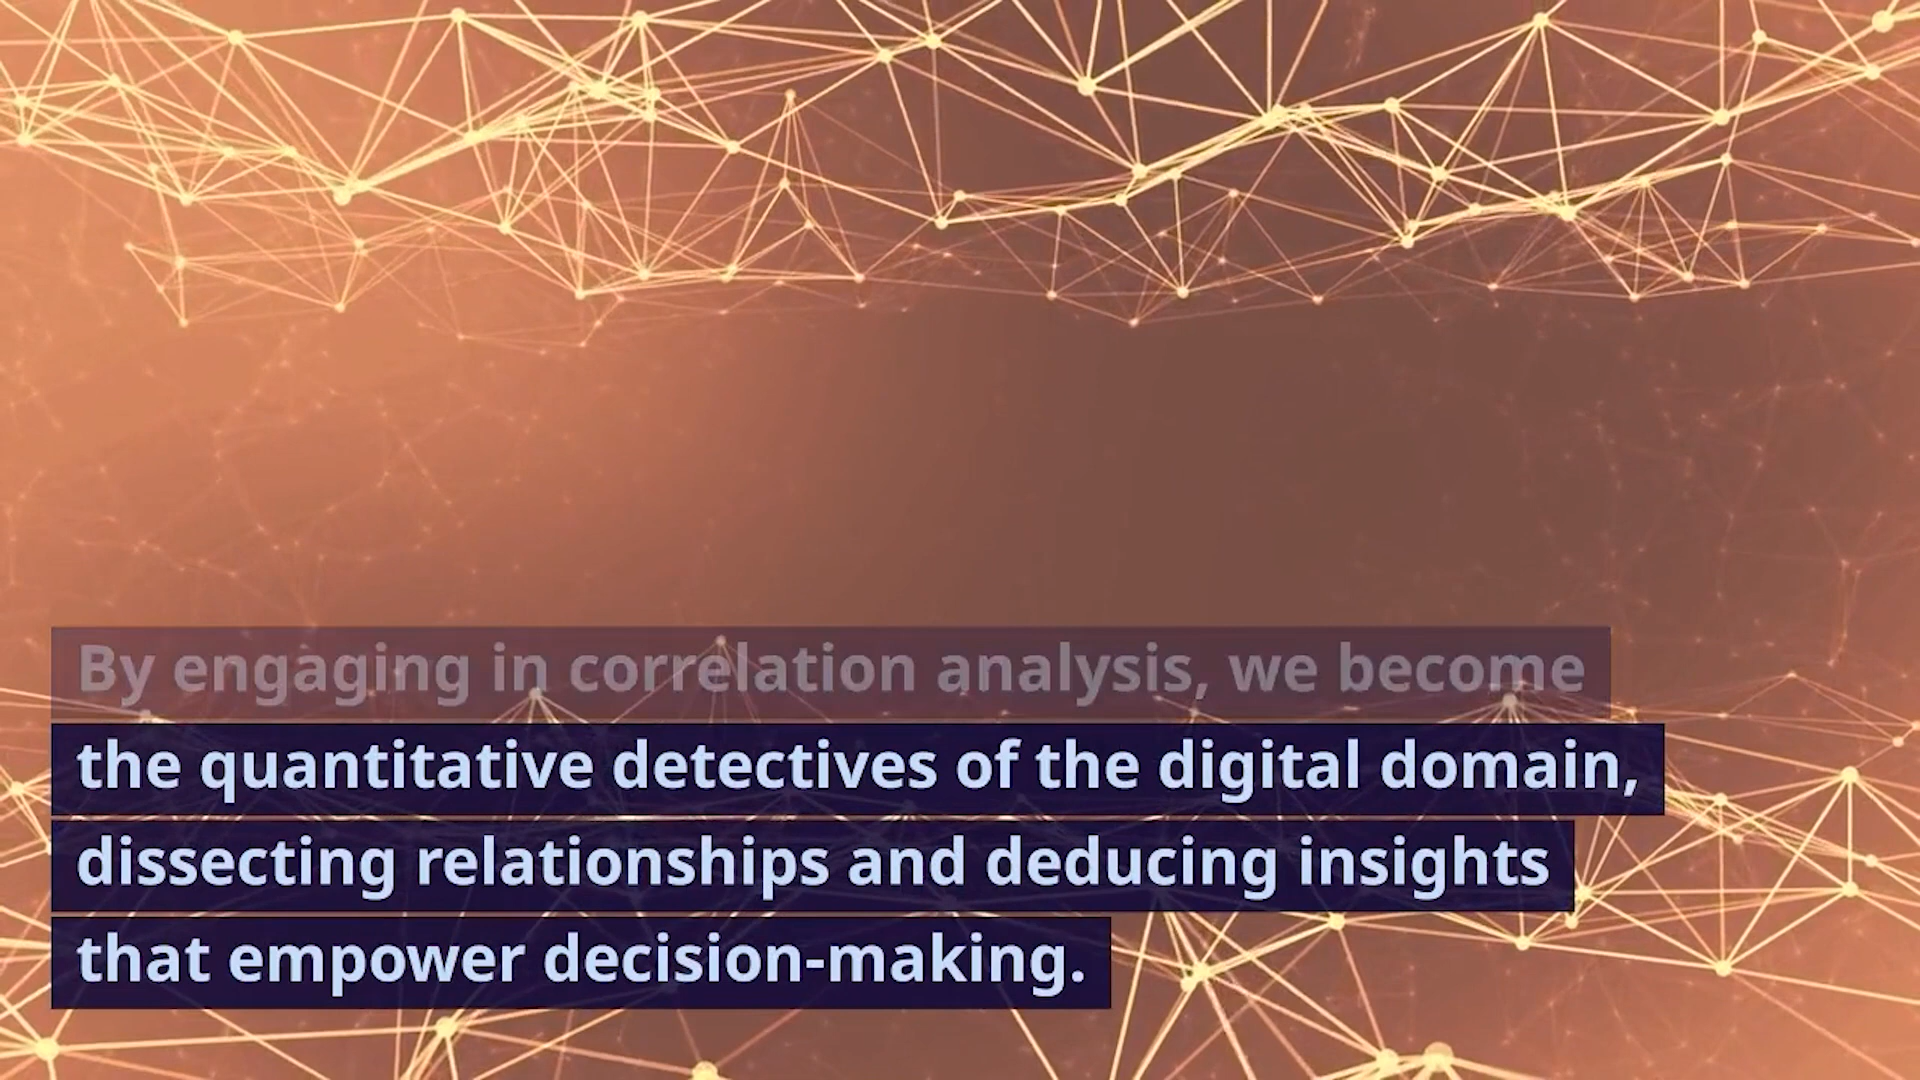 By engaging in correlation analysis, we become
the quantitative detectives of the digital domain,
dissecting relationships and deducing insights
that empower decision-making.